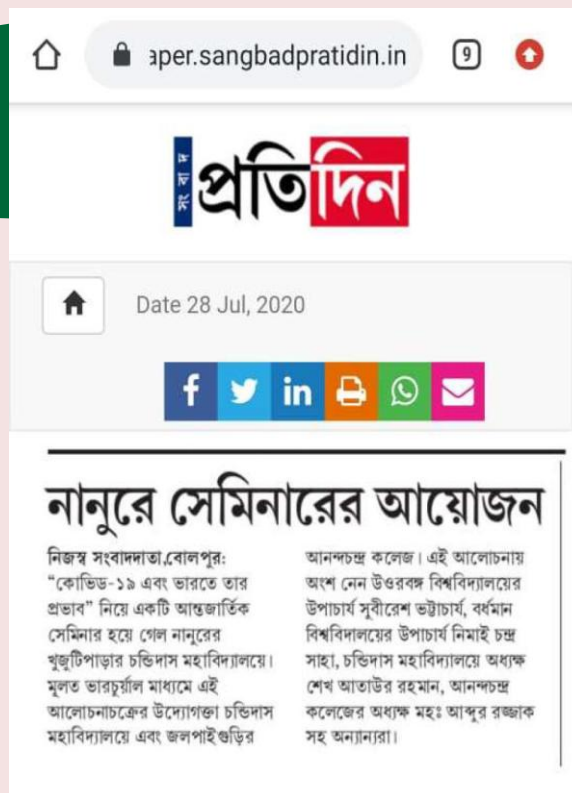 aper.sangbadpratidin.in
9
সংবাদ
প্রতিদিন
Date 28 Jul, 2020
নানুরে সেমিনারের আয়োজন
নিজস্ব সংবাদদাতা,বোলপুর:
“কোভিড-১৯ এবং ভারতে তার
প্রভাব” নিয়ে একটি আন্তজার্তিক
সেমিনার হয়ে গেল নানুরের
খুজুটিপাড়ার চন্ডিদাস মহাবিদ্যালয়ে।
মূলত ভারচুর্য়াল মাধ্যমে এই
আলোচনাচক্রের উদ্যোগক্তা চন্ডিদাস
মহাবিদ্যালয়ে এবং জলপাইগুড়ির
আনন্দচন্দ্র কলেজ। এই আলোচনায়
অংশ নেন উওরবঙ্গ বিশ্ববিদ্যালয়ের
উপাচার্য সুবীরেশ ভট্টাচার্য, বর্ধমান
বিশ্ববিদালয়ের উপাচার্য নিমাই চন্দ্র
সাহা, চন্ডিদাস মহাবিদ্যালয়ে অধ্যক্ষ
শেখ আতাউর রহমান, আনন্দচন্দ্র
কলেজের অধ্যক্ষ মহঃ আব্দুর রজ্জাক
সহ অন্যান্যরা।